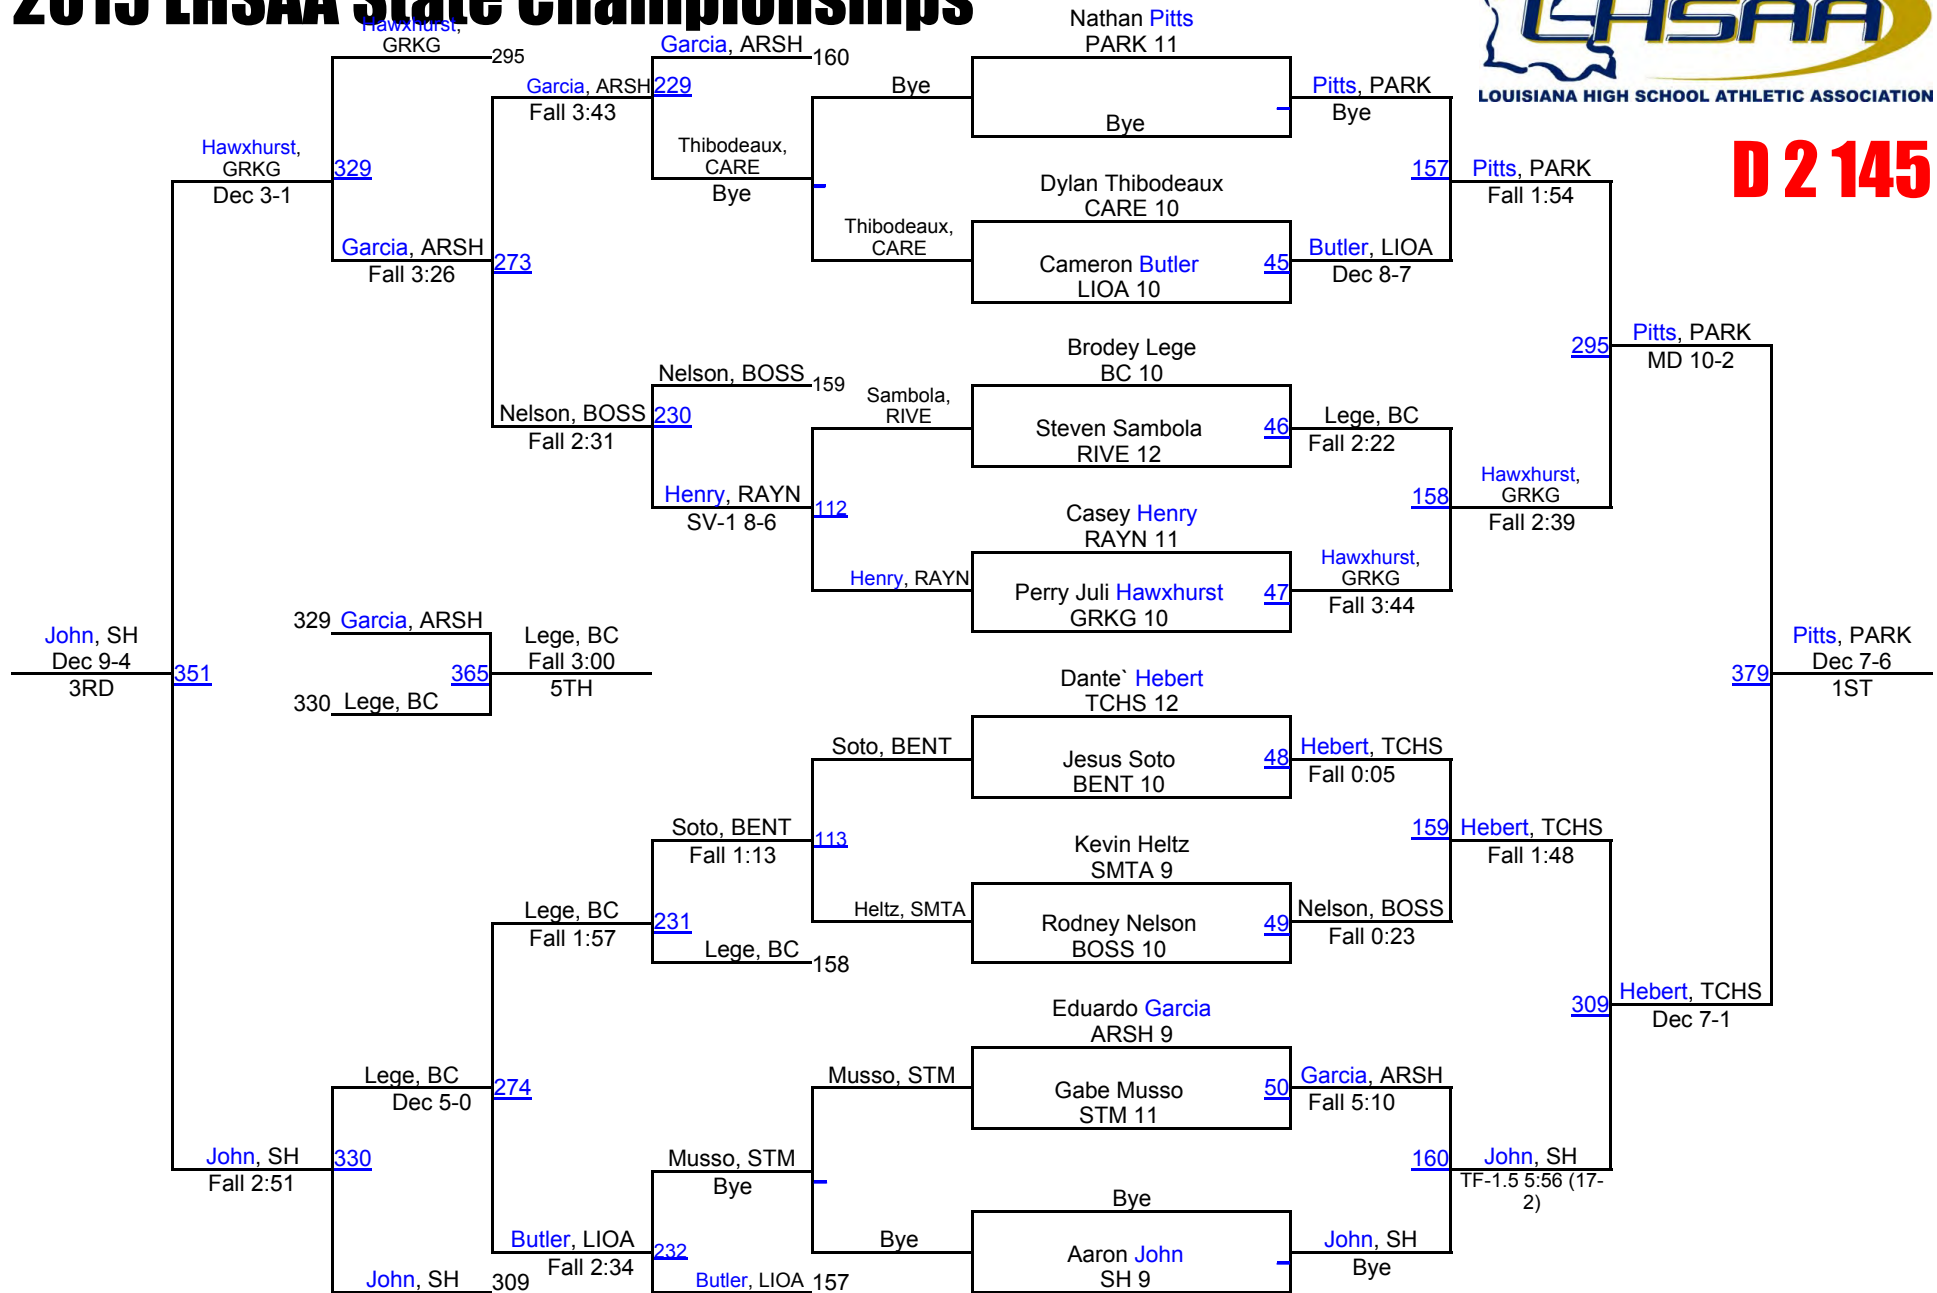 2015 LHSAA State Championships
LHSAA
LOUISIANA HIGH SCHOOL ATHLETIC ASSOCIATION
D 2 145
John, SH
Dec 9-4
3RD
351
Hawxhurst,
GRKG
Dec 3-1
John, SH
Fall 2:51
Hawxhurst,
GRKG
295
329
Garcia, ARSH
Fall 3:26
329 Garcia, ARSH
330 Lege, BC
365
Lege, BC
Fall 3:00
5TH
Lege, BC
Dec 5-0
330
John, SH 309
Garcia, ARSH
Fall 3:43
273
Nelson, BOSS
Fall 2:31
Lege, BC
Fall 1:57
274
Butler, LIOA
Fall 2:34
Garcia, ARSH 160
229
Thibodeaux,
CARE
Bye
Nelson, BOSS 159
230
Henry, RAYN
SV-1 8-6
Soto, BENT
Fall 1:13
231
Lege, BC 158
Musso, STM
Bye
232
Butler, LIOA 157
Bye
Thibodeaux,
CARE
Sambola,
RIVE
112
Henry, RAYN
Soto, BENT
113
Heltz, SMTA
Musso, STM
Bye
Nathan Pitts
PARK 11
Bye
Dylan Thibodeaux
CARE 10
Cameron Butler
LIOA 10
45
Brodey Lege
BC 10
Steven Sambola
RIVE 12
46
Casey Henry
RAYN 11
Perry Juli Hawxhurst
GRKG 10
47
Dante` Hebert
TCHS 12
Jesus Soto
BENT 10
48
Kevin Heltz
SMTA 9
Rodney Nelson
BOSS 10
49
Eduardo Garcia
ARSH 9
Gabe Musso
STM 11
50
Bye
Aaron John
SH 9
Pitts, PARK
Bye
157
Butler, LIOA
Dec 8-7
Lege, BC
Fall 2:22
158
Hawxhurst,
GRKG
Fall 3:44
Hebert, TCHS
Fall 0:05
159
Nelson, BOSS
Fall 0:23
Garcia, ARSH
Fall 5:10
160
John, SH
Bye
Pitts, PARK
Fall 1:54
295
Hawxhurst,
GRKG
Fall 2:39
Hebert, TCHS
Fall 1:48
309
John, SH
TF-1.5 5:56 (17-
2)
Pitts, PARK
MD 10-2
379
Hebert, TCHS
Dec 7-1
Pitts, PARK
Dec 7-6
1ST